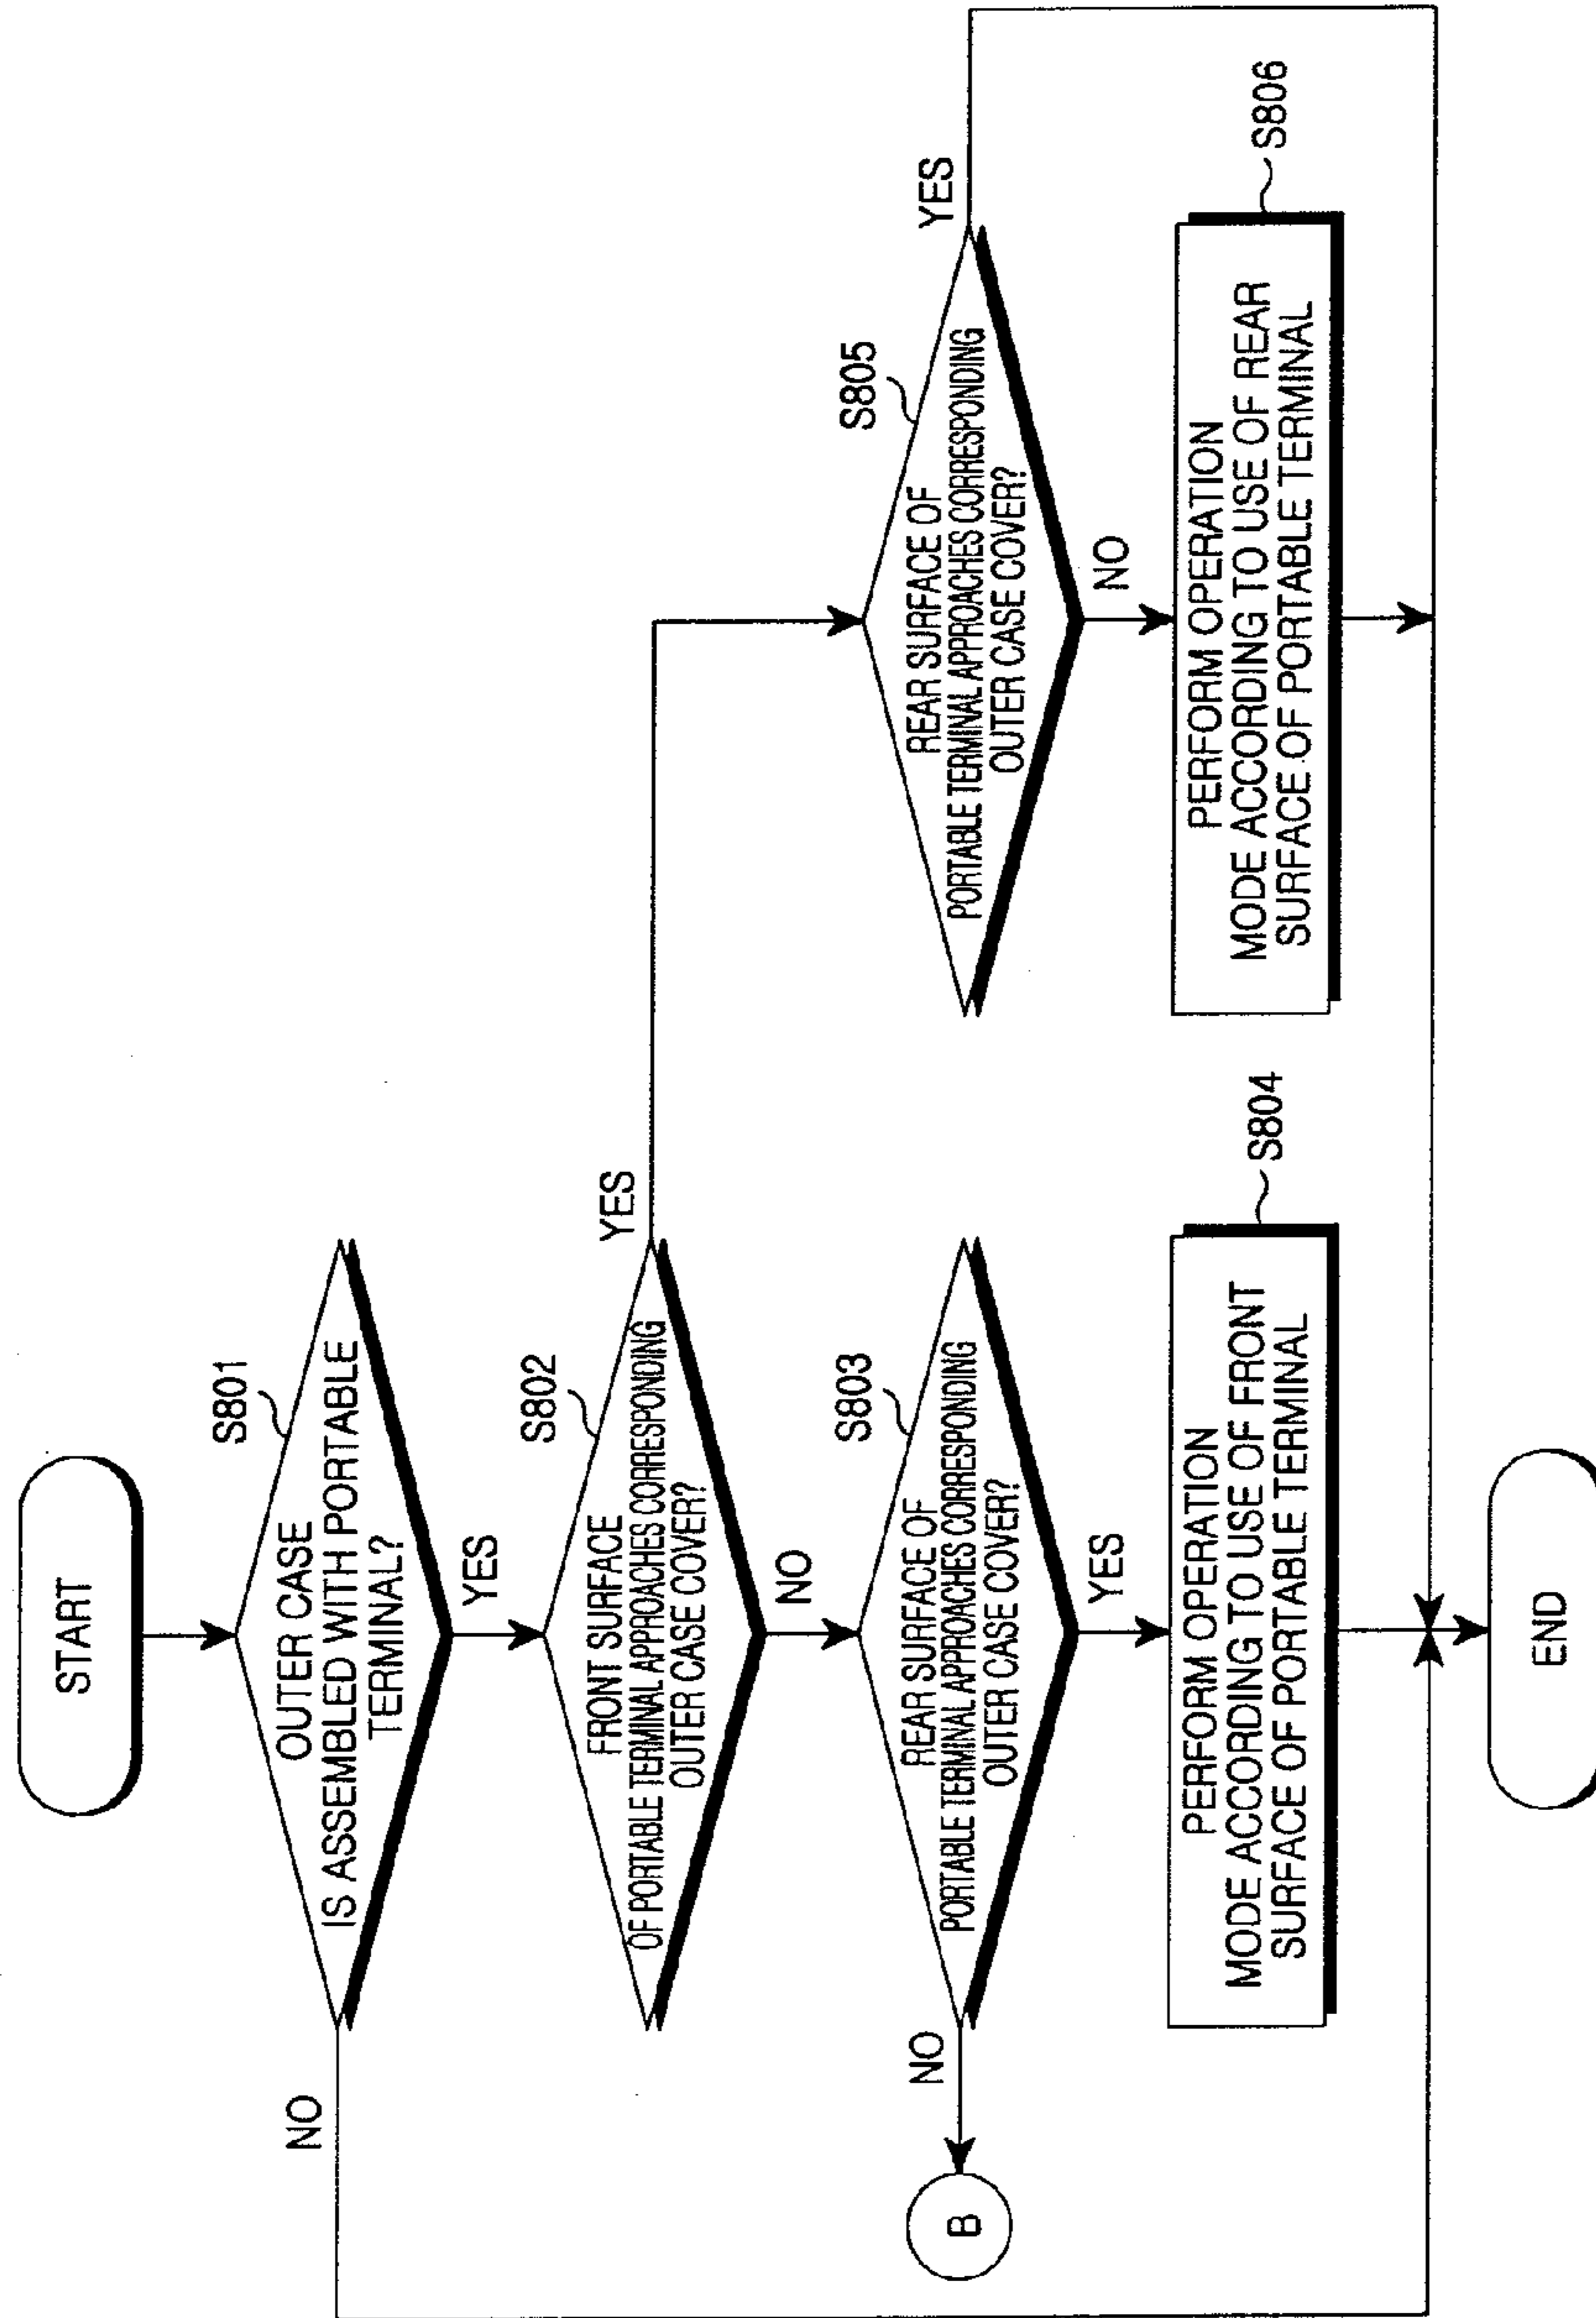 START
S801
OUTER CASE
IS ASSEMBLED WITH PORTABLE
TERMINAL?
NO
YES
S802
FRONT SURFACE
OF PORTABLE TERMINAL APPROACHES CORRESPONDING
OUTER CASE COVER?
YES
NO
S803
REAR SURFACE OF
PORTABLE TERMINAL APPROACHES CORRESPONDING
OUTER CASE COVER?
NO
B
YES
S805
REAR SURFACE OF
PORTABLE TERMINAL APPROACHES CORRESPONDING
OUTER CASE COVER?
YES
NO
S804
PERFORM OPERATION
MODE ACCORDING TO USE OF FRONT
SURFACE OF PORTABLE TERMINAL
S806
PERFORM OPERATION
MODE ACCORDING TO USE OF REAR
SURFACE OF PORTABLE TERMINAL
END